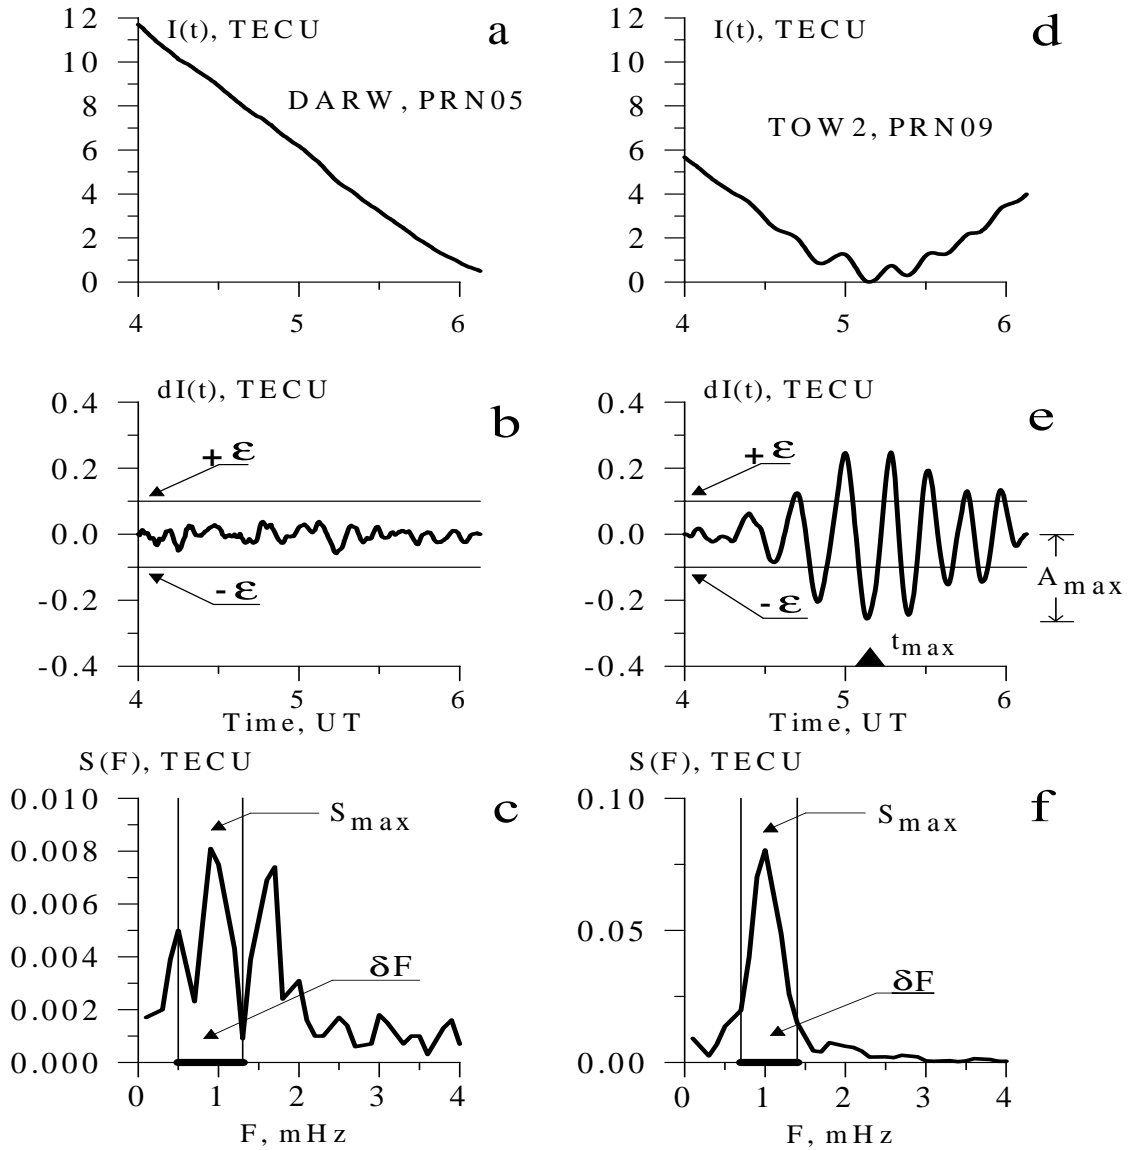 I(t), TECU
a
DARW, PRN05
12
10
8
6
4
2
0
4 5 6
I(t), TECU
d
TOW2, PRN09
12
10
8
6
4
2
0
4 5 6
dI(t), TECU
b
+ε
-ε
0.4
0.2
0.0
-0.2
-0.4
4 5 6
Time, UT
dI(t), TECU
e
+ε
-ε
Amax
tmax
0.4
0.2
0.0
-0.2
-0.4
4 5 6
Time, UT
S(F), TECU
c
Smax
δF
0.010
0.008
0.006
0.004
0.002
0.000
0 1 2 3 4
F, mHz
S(F), TECU
f
Smax
δF
0.10
0.05
0.00
0 1 2 3 4
F, mHz